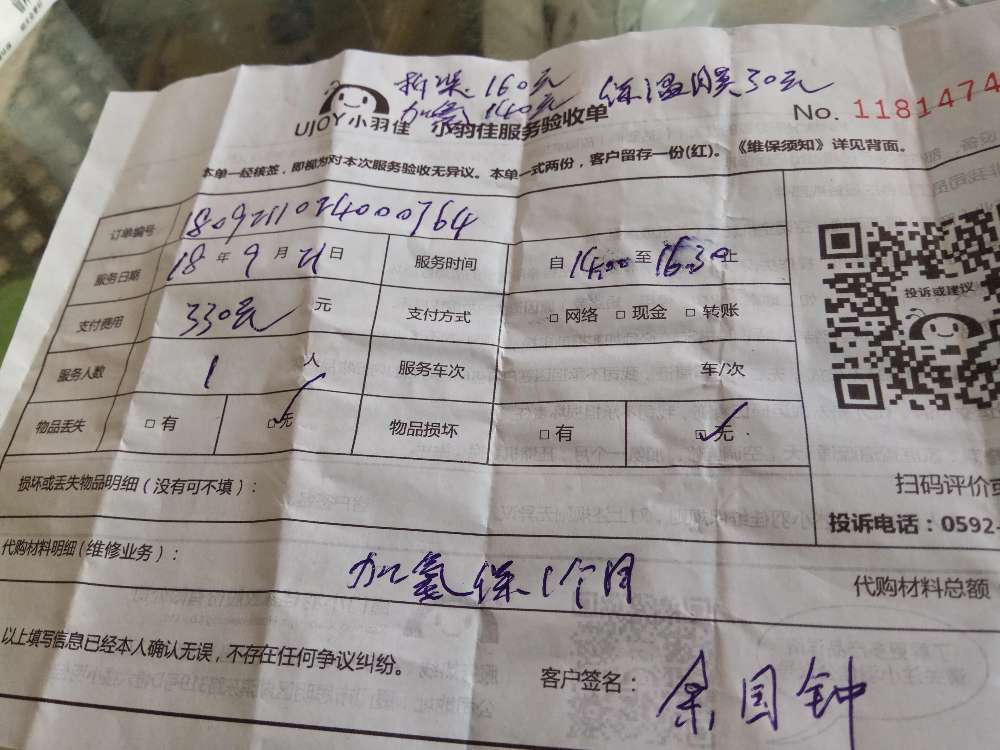 拆装 160元
加氟 140元 保温膜30元
UJOY小羽佳 小羽佳服务验收单 No. 1181474
本单一经核签，即视为对本次服务验收无异议。本单一式两份，客户留存一份(红)。《维保须知》详见背面。
订单编号 1809211024000764
服务日期 18 年 9 月 21 日 服务时间 自 14:00 至 16:30 止
支付费用 330元 元 支付方式 □ 网络 □ 现金 □ 转账
服务人数 1 人 服务车次 车/次
物品丢失 □ 有 □ 无 物品损坏 □ 有 □ 无
投诉或建议
损坏或丢失物品明细（没有可不填）：
扫码评价或
投诉电话：0592-
代购材料明细（维修业务）： 加氟保1个月 代购材料总额
以上填写信息已经本人确认无误，不存在任何争议纠纷。
客户签名： 余国钟